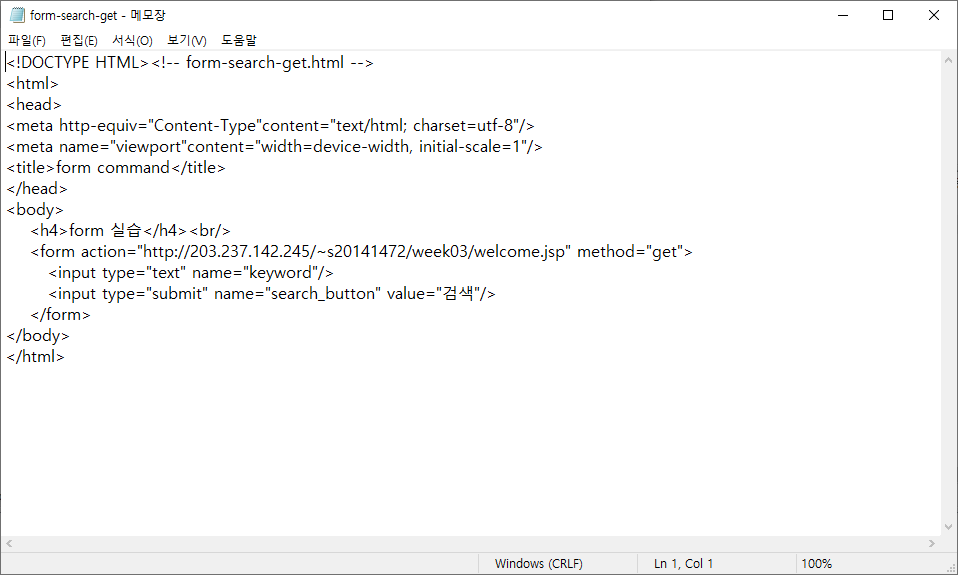 form-search-get - 메모장
파일(F) 편집(E) 서식(O) 보기(V) 도움말
<!DOCTYPE HTML><!-- form-search-get.html -->
<html>
<head>
<meta http-equiv="Content-Type"content="text/html; charset=utf-8"/>
<meta name="viewport"content="width=device-width, initial-scale=1"/>
<title>form command</title>
</head>
<body>
<h4>form 실습</h4><br/>
<form action="http://203.237.142.245/~s20141472/week03/welcome.jsp" method="get">
<input type="text" name="keyword"/>
<input type="submit" name="search_button" value="검색"/>
</form>
</body>
</html>
Windows (CRLF) Ln 1, Col 1 100%